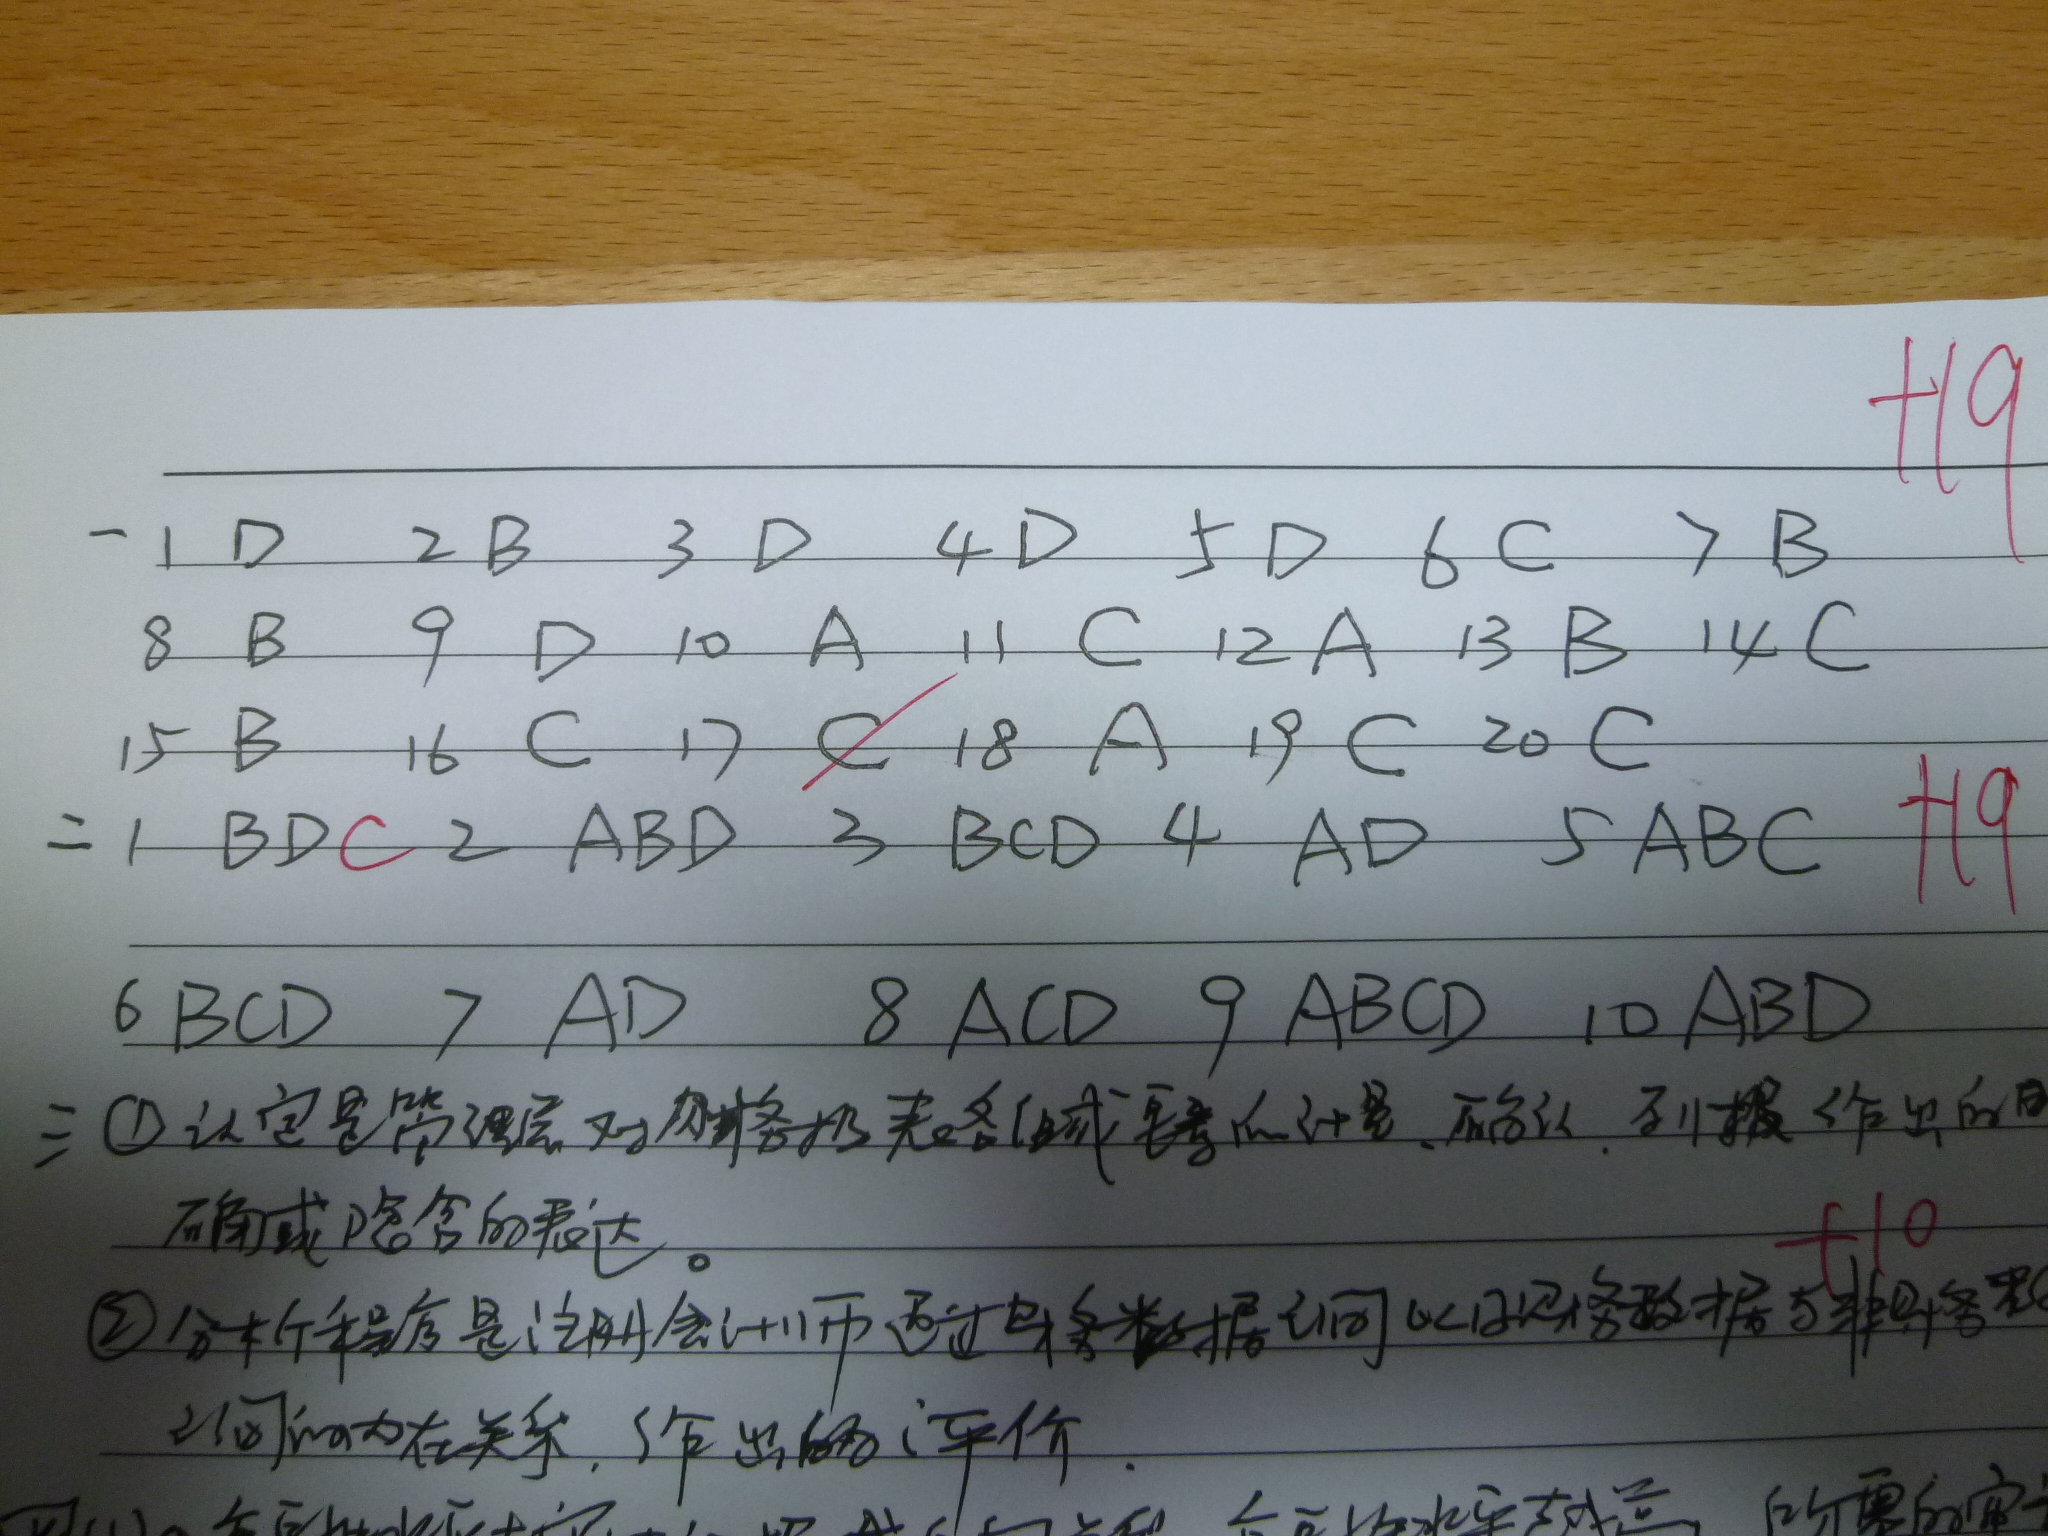 +19
一 1 D 2 B 3 D 4 D 5 D 6 C 7 B
8 B 9 D 10 A 11 C 12 A 13 B 14 C
15 B 16 C 17 C 18 A 19 C 20 C
二 1 BDC 2 ABD 3 BCD 4 AD 5 ABC +19
6 BCD 7 AD 8 ACD 9 ABCD 10 ABD
三 ① 认定是管理层对财务报表各组成要素的计量、确认、列报作出的明
确或隐含的表达。
+10
② 分析程序是注册会计师通过财务数据之间以及财务数据与非财务数
之间的内在关系,作出的评价.